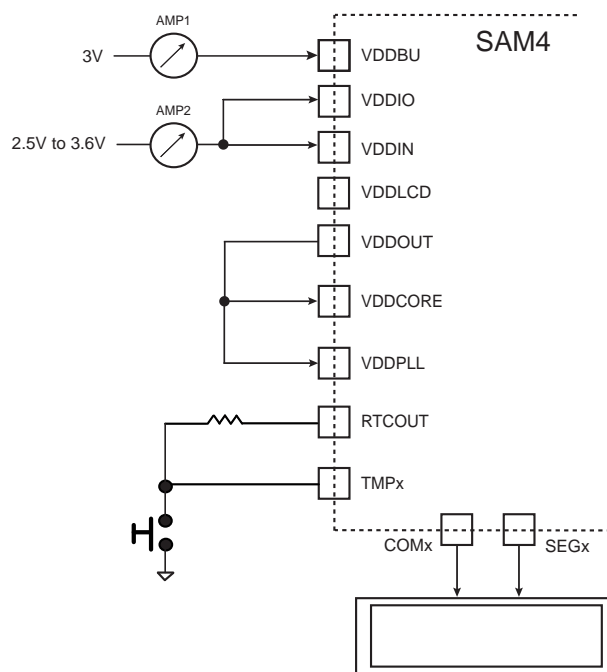 AMP1
SAM4
3V
VDDBU
VDDIO
AMP2
2.5V to 3.6V
VDDIN
VDDLCD
VDDOUT
VDDCORE
VDDPLL
RTCOUT
TMPx
COMx
SEGx